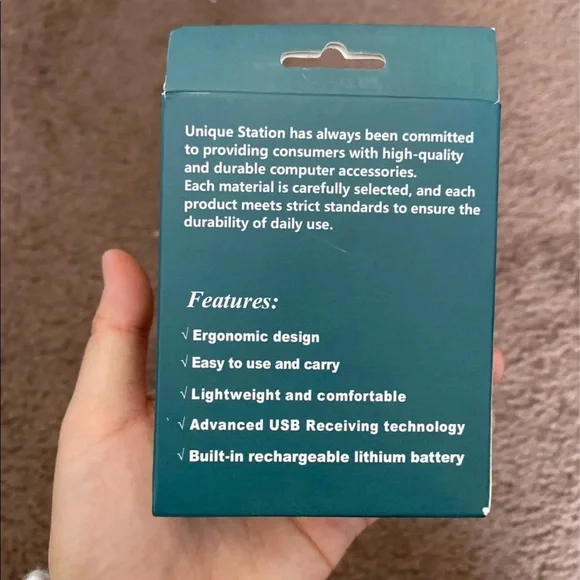 Unique Station has always been committed
to providing consumers with high-quality
and durable computer accessories.
Each material is carefully selected, and each
product meets strict standards to ensure the
durability of daily use.
Features:
√ Ergonomic design
√ Easy to use and carry
√ Lightweight and comfortable
√ Advanced USB Receiving technology
√ Built-in rechargeable lithium battery